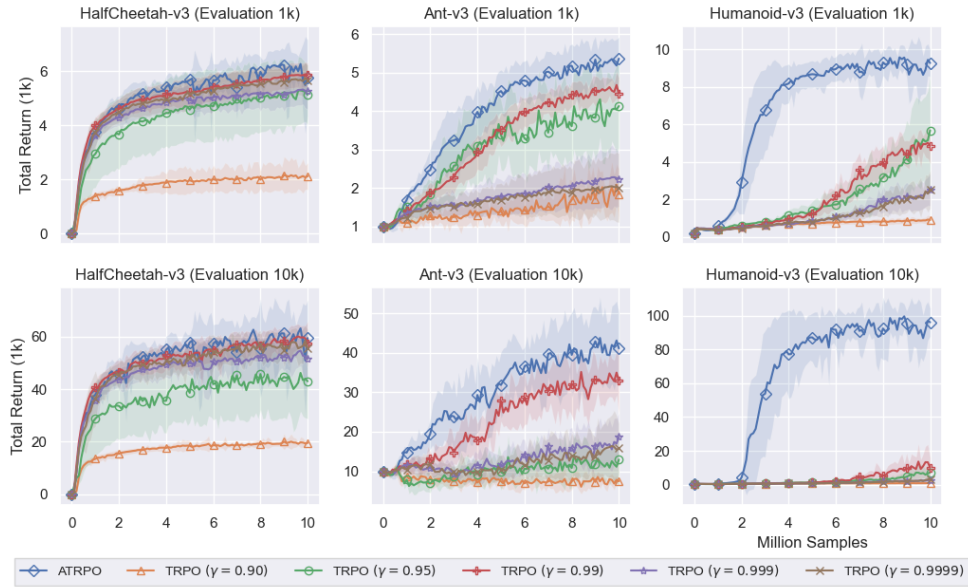 HalfCheetah-v3 (Evaluation 1k)
Ant-v3 (Evaluation 1k)
Humanoid-v3 (Evaluation 1k)
Total Return (1k)
6
4
2
0
6
5
4
3
2
1
10
8
6
4
2
0
HalfCheetah-v3 (Evaluation 10k)
Ant-v3 (Evaluation 10k)
Humanoid-v3 (Evaluation 10k)
Total Return (1k)
60
40
20
0
50
40
30
20
10
100
80
60
40
20
0
0 2 4 6 8 10
0 2 4 6 8 10
0 2 4 6 8 10
Million Samples
ATRPO
TRPO (γ = 0.90)
TRPO (γ = 0.95)
TRPO (γ = 0.99)
TRPO (γ = 0.999)
TRPO (γ = 0.9999)